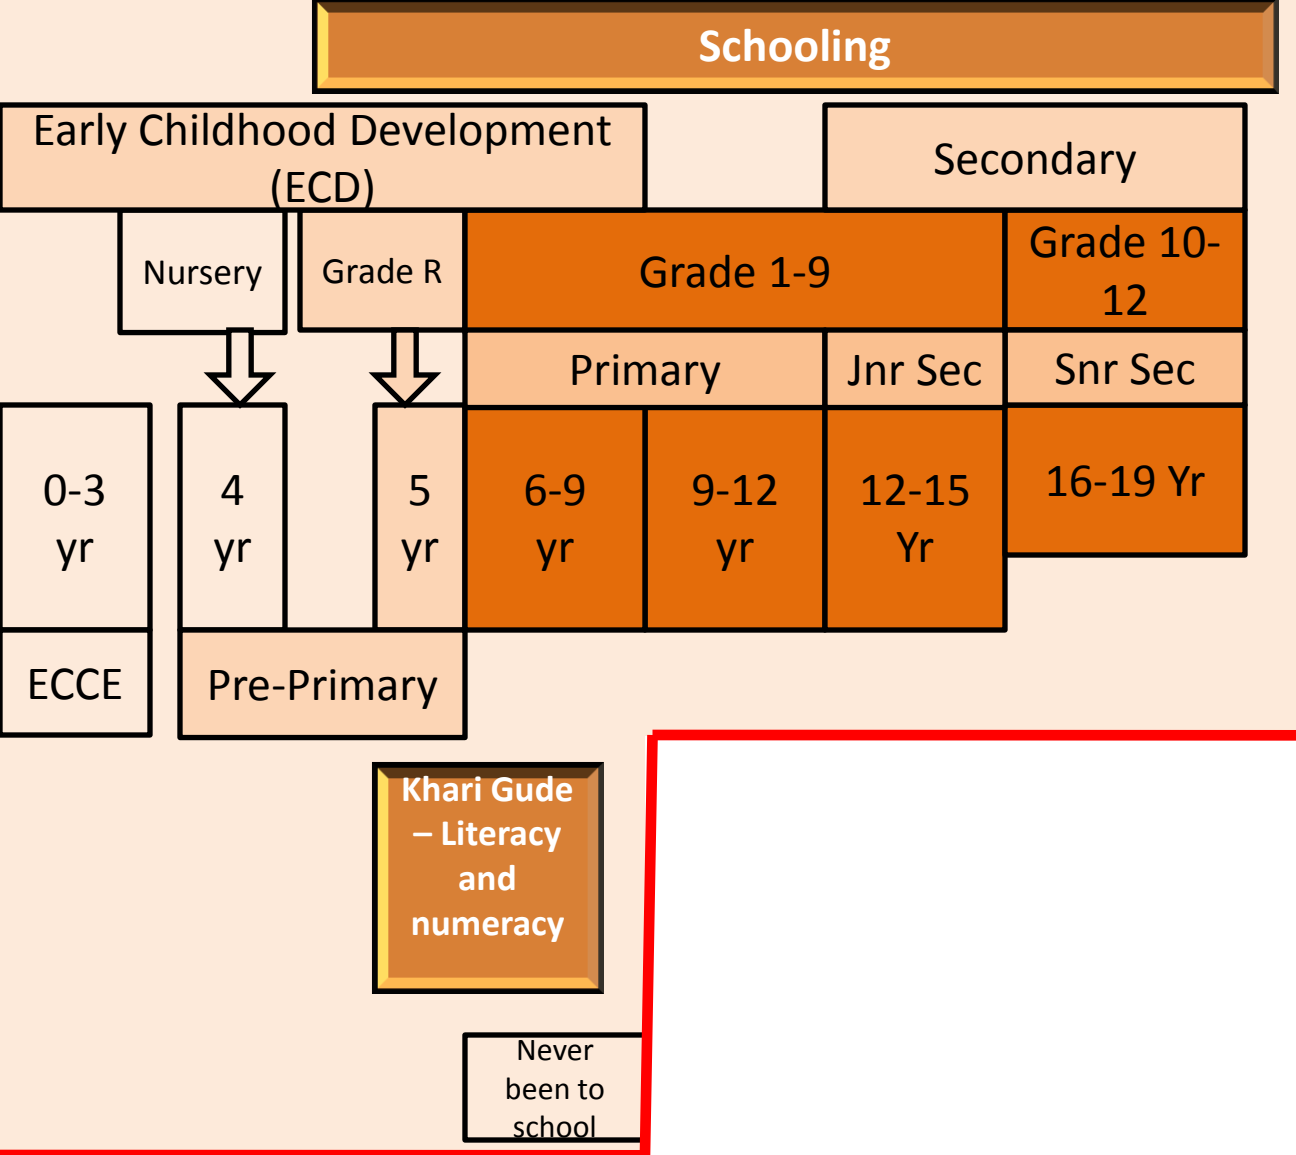 Schooling
Early Childhood Development
(ECD)
Secondary
Nursery
Grade R
Grade 1-9
Grade 10-
12
Primary
Jnr Sec
Snr Sec
0-3
yr
4
yr
5
yr
6-9
yr
9-12
yr
12-15
Yr
16-19 Yr
ECCE
Pre-Primary
Khari Gude
– Literacy
and
numeracy
Never
been to
school